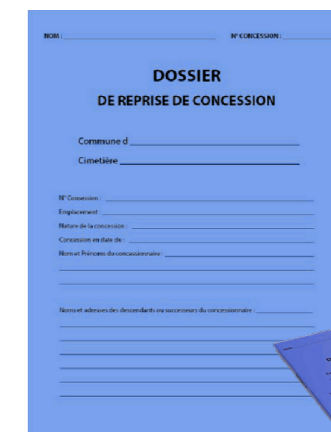 NOM :
N° CONCESSION :
DOSSIER
DE REPRISE DE CONCESSION
Commune d
Cimetière
N° Concession :
Emplacement :
Nature de la concession :
Concession en date de :
Nom et Prénoms du concessionnaire :
Noms et adresses des descendants ou successeurs du concessionnaire :